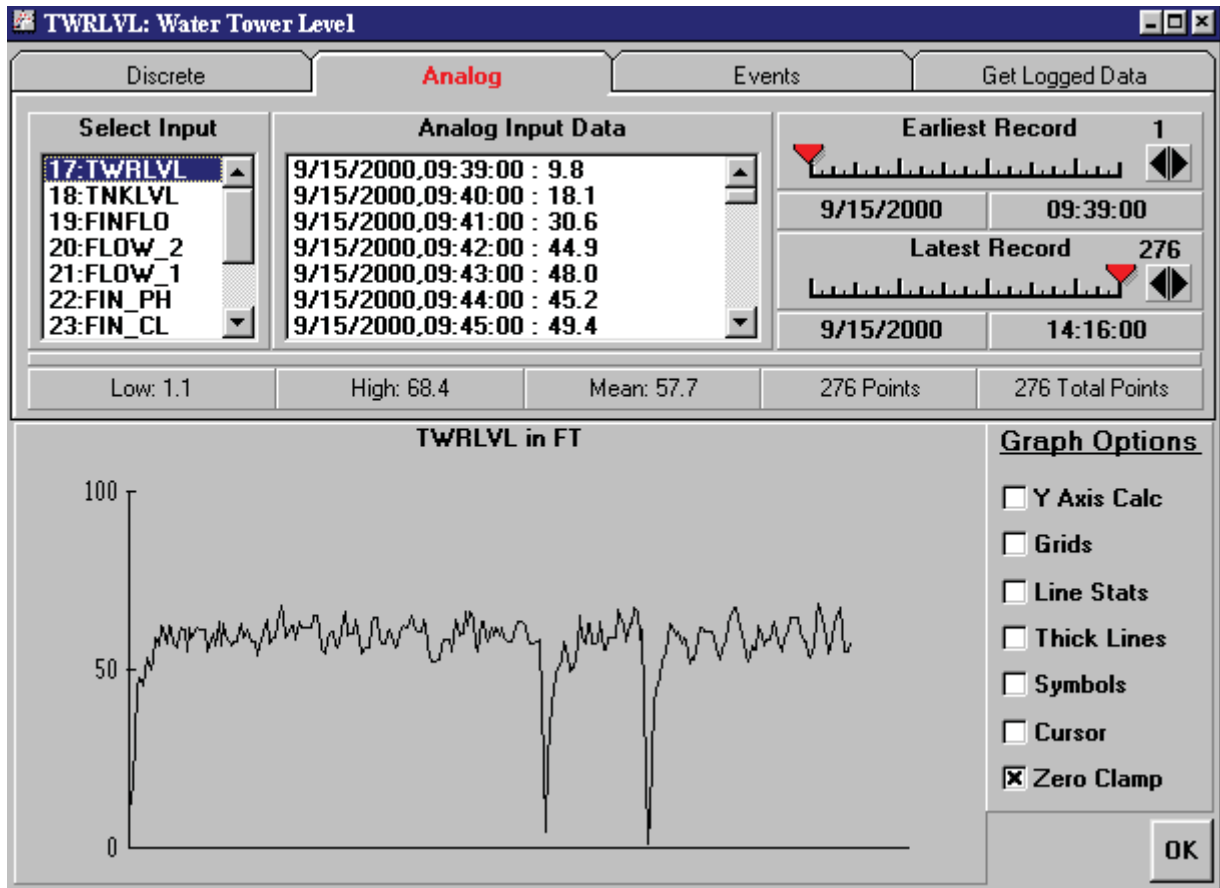 TWRLVL: Water Tower Level
Discrete
Analog
Events
Get Logged Data
Select Input
17:TWRLVL
18:TNKLVL
19:FINFLO
20:FLOW_2
21:FLOW_1
22:FIN_PH
23:FIN_CL
Analog Input Data
9/15/2000,09:39:00 : 9.8
9/15/2000,09:40:00 : 18.1
9/15/2000,09:41:00 : 30.6
9/15/2000,09:42:00 : 44.9
9/15/2000,09:43:00 : 48.0
9/15/2000,09:44:00 : 45.2
9/15/2000,09:45:00 : 49.4
Earliest Record 1
9/15/2000 09:39:00
Latest Record 276
9/15/2000 14:16:00
Low: 1.1
High: 68.4
Mean: 57.7
276 Points
276 Total Points
TWRLVL in FT
100
50
0
Graph Options
Y Axis Calc
Grids
Line Stats
Thick Lines
Symbols
Cursor
Zero Clamp
OK